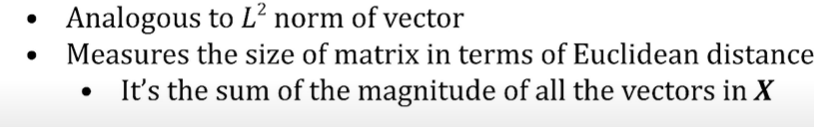 • Analogous to L² norm of vector
• Measures the size of matrix in terms of Euclidean distance
• It's the sum of the magnitude of all the vectors in X